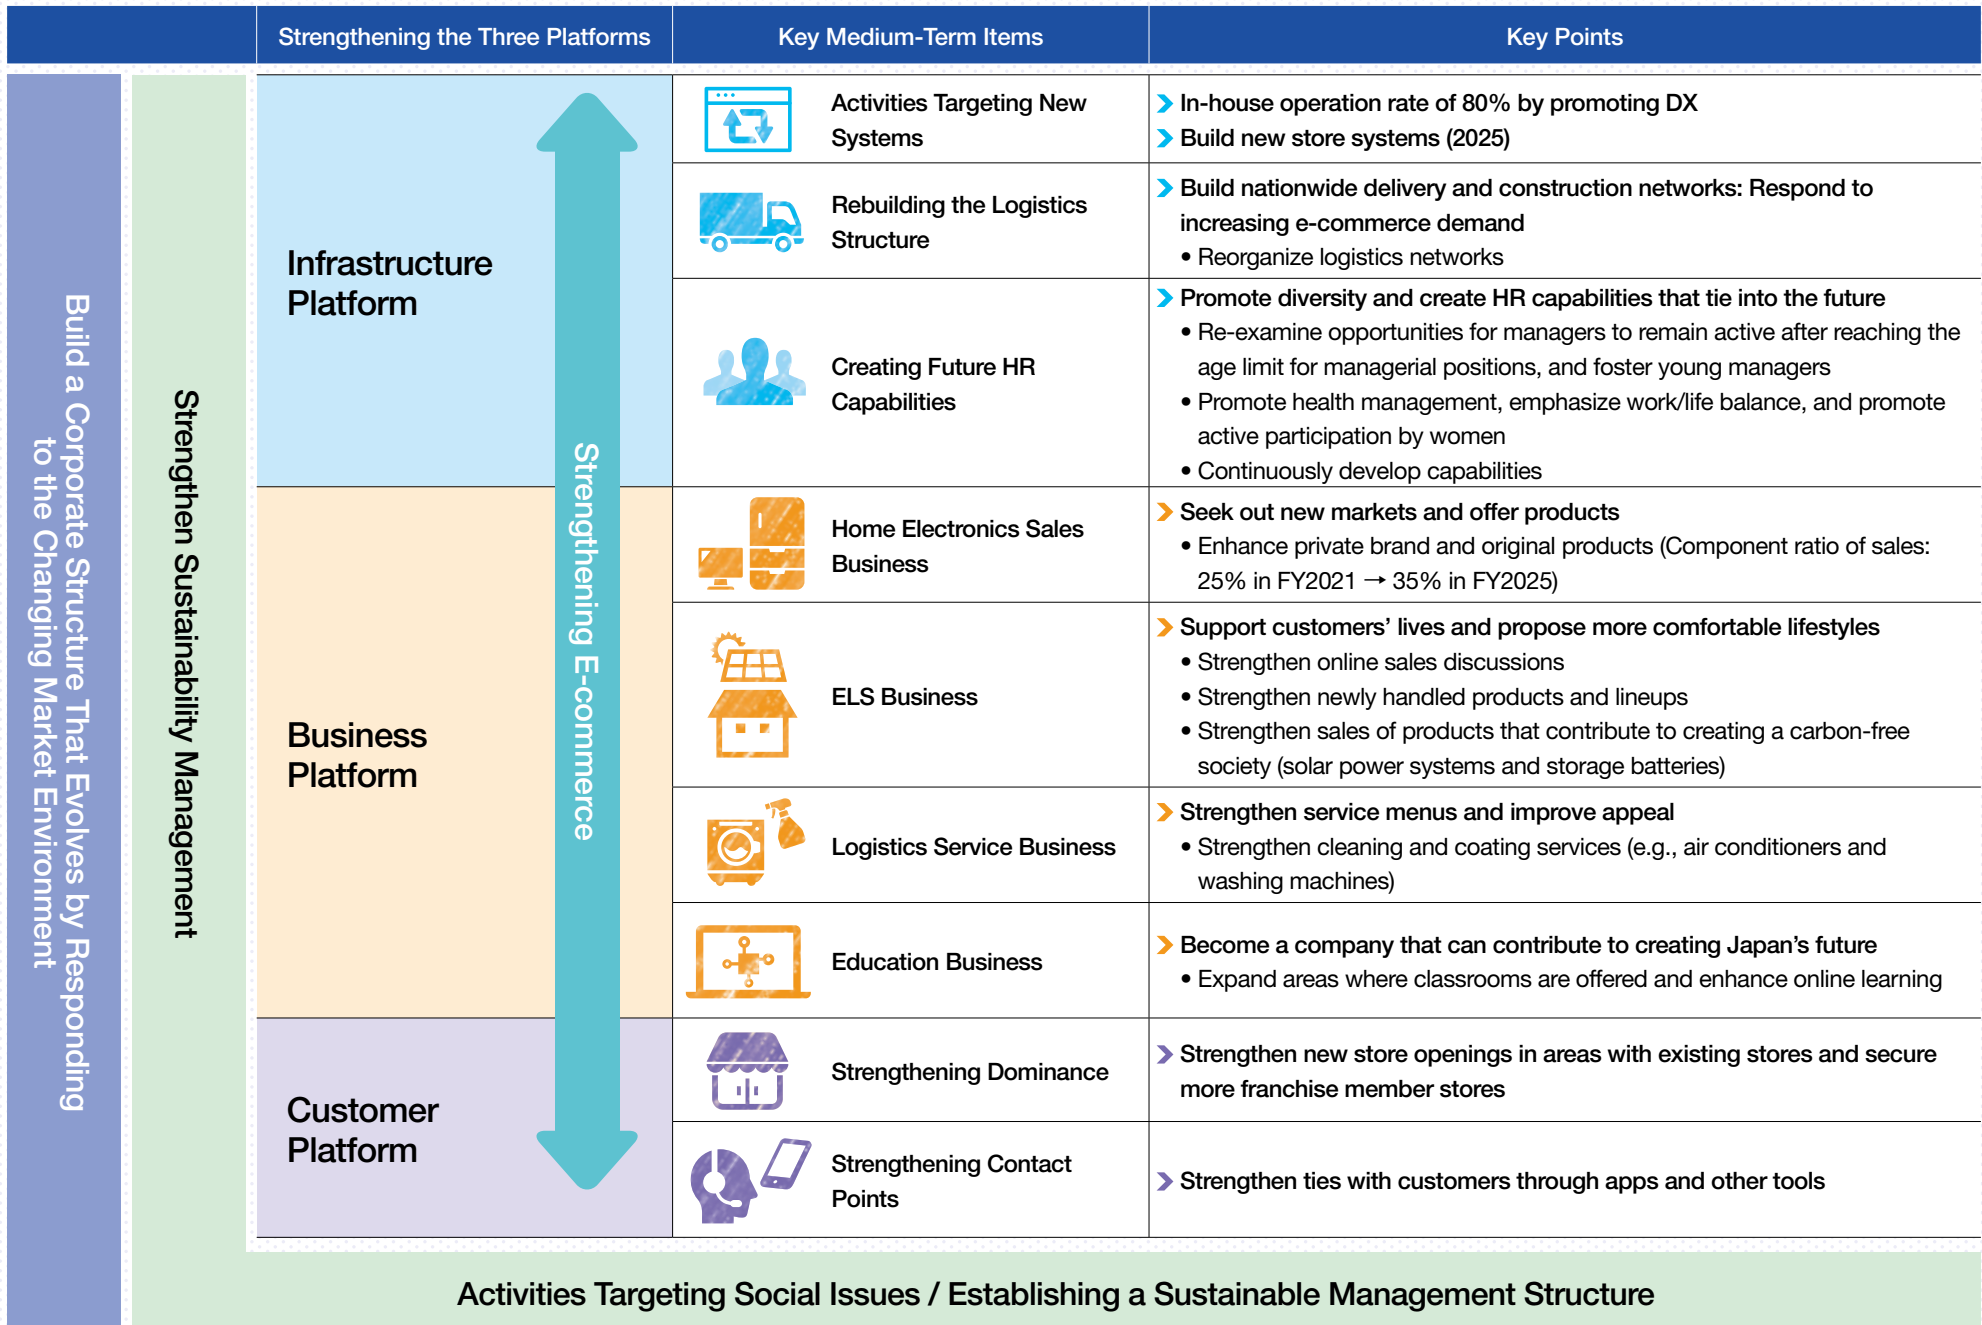 Strengthening the Three Platforms
Key Medium-Term Items
Key Points
Build a Corporate Structure That Evolves by Responding
to the Changing Market Environment
Strengthen Sustainability Management
Strengthening E-commerce
Infrastructure
Platform
Activities Targeting New
Systems
In-house operation rate of 80% by promoting DX
Build new store systems (2025)
Rebuilding the Logistics
Structure
Build nationwide delivery and construction networks: Respond to
increasing e-commerce demand
• Reorganize logistics networks
Creating Future HR
Capabilities
Promote diversity and create HR capabilities that tie into the future
• Re-examine opportunities for managers to remain active after reaching the
age limit for managerial positions, and foster young managers
• Promote health management, emphasize work/life balance, and promote
active participation by women
• Continuously develop capabilities
Business
Platform
Home Electronics Sales
Business
Seek out new markets and offer products
• Enhance private brand and original products (Component ratio of sales:
25% in FY2021 → 35% in FY2025)
ELS Business
Support customers’ lives and propose more comfortable lifestyles
• Strengthen online sales discussions
• Strengthen newly handled products and lineups
• Strengthen sales of products that contribute to creating a carbon-free
society (solar power systems and storage batteries)
Logistics Service Business
Strengthen service menus and improve appeal
• Strengthen cleaning and coating services (e.g., air conditioners and
washing machines)
Education Business
Become a company that can contribute to creating Japan’s future
• Expand areas where classrooms are offered and enhance online learning
Customer
Platform
Strengthening Dominance
Strengthen new store openings in areas with existing stores and secure
more franchise member stores
Strengthening Contact
Points
Strengthen ties with customers through apps and other tools
Activities Targeting Social Issues / Establishing a Sustainable Management Structure